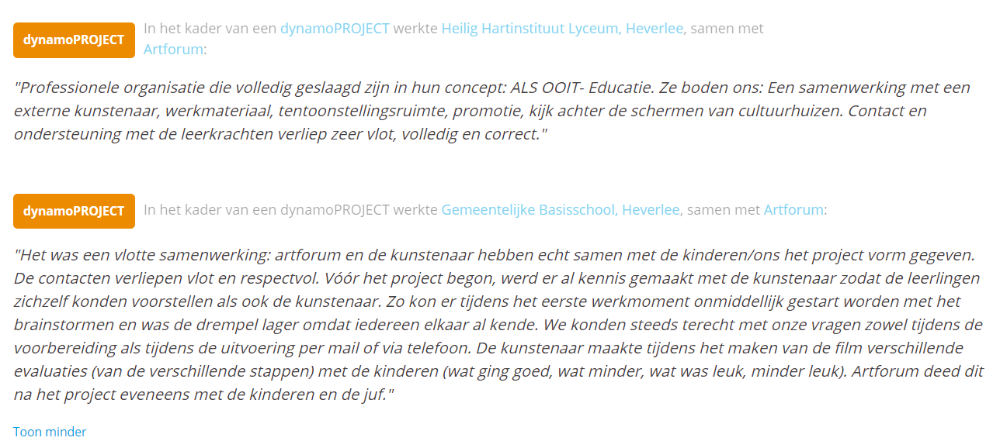 dynamoPROJECT
In het kader van een dynamoPROJECT werkte Heilig Hartinstituut Lyceum, Heverlee, samen met
Artforum:
"Professionele organisatie die volledig geslaagd zijn in hun concept: ALS OOIT- Educatie. Ze boden ons: Een samenwerking met een
externe kunstenaar, werkmateriaal, tentoonstellingsruimte, promotie, kijk achter de schermen van cultuurhuizen. Contact en
ondersteuning met de leerkrachten verliep zeer vlot, volledig en correct."
dynamoPROJECT
In het kader van een dynamoPROJECT werkte Gemeentelijke Basisschool, Heverlee, samen met Artforum:
"Het was een vlotte samenwerking: artforum en de kunstenaar hebben echt samen met de kinderen/ons het project vorm gegeven.
De contacten verliepen vlot en respectvol. Vóór het project begon, werd er al kennis gemaakt met de kunstenaar zodat de leerlingen
zichzelf konden voorstellen als ook de kunstenaar. Zo kon er tijdens het eerste werkmoment onmiddellijk gestart worden met het
brainstormen en was de drempel lager omdat iedereen elkaar al kende. We konden steeds terecht met onze vragen zowel tijdens de
voorbereiding als tijdens de uitvoering per mail of via telefoon. De kunstenaar maakte tijdens het maken van de film verschillende
evaluaties (van de verschillende stappen) met de kinderen (wat ging goed, wat minder, wat was leuk, minder leuk). Artforum deed dit
na het project eveneens met de kinderen en de juf."
Toon minder